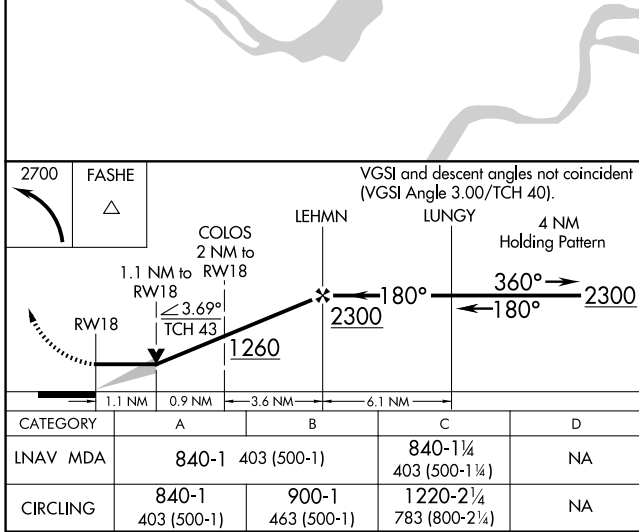 2700 FASHE
VGSI and descent angles not coincident
(VGSI Angle 3.00/TCH 40).
LEHMN LUNGY
4 NM
Holding Pattern
COLOS
2 NM to
RW18
1.1 NM to
RW18
3.69°
TCH 43
RW18
1260
2300
180°
360°
180°
2300
1.1 NM 0.9 NM 3.6 NM 6.1 NM
CATEGORY A B C D
LNAV MDA 840-1 403 (500-1) 840-1¼ 403 (500-1¼) NA
CIRCLING 840-1 403 (500-1) 900-1 463 (500-1) 1220-2¼ 783 (800-2¼) NA